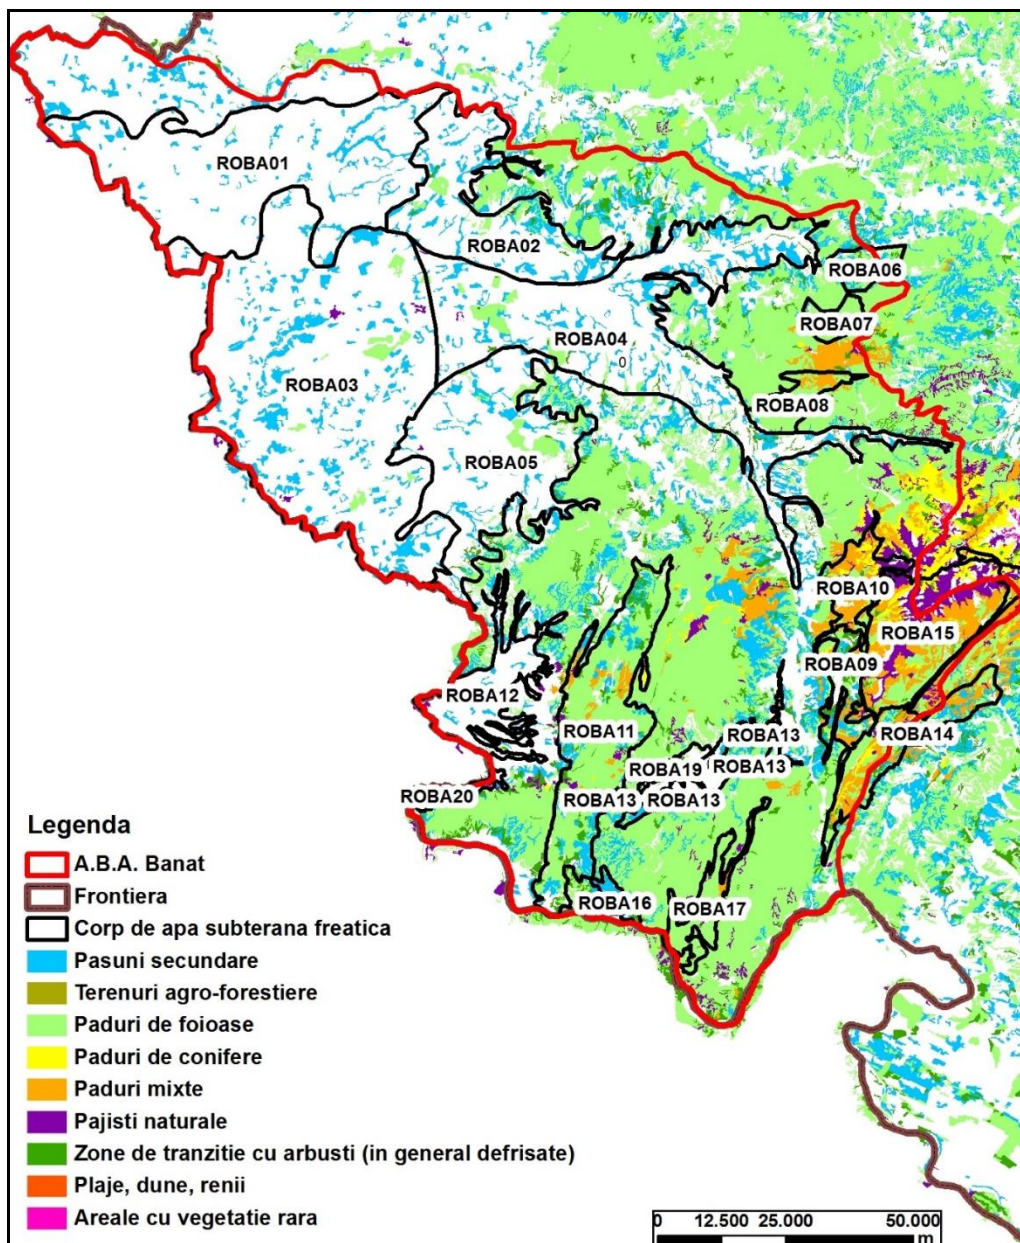 ROBA01
ROBA02
ROBA06
ROBA07
ROBA04
0
ROBA03
ROBA08
ROBA05
ROBA10
ROBA15
ROBA09
ROBA12
ROBA11
ROBA13
ROBA14
ROBA19
ROBA13
ROBA20
ROBA13
ROBA13
ROBA16
ROBA17
Legenda
A.B.A. Banat
Frontiera
Corp de apa subterana freatica
Pasuni secundare
Terenuri agro-forestiere
Paduri de foioase
Paduri de conifere
Paduri mixte
Pajisti naturale
Zone de tranzitie cu arbusti (in general defrisate)
Plaje, dune, renii
Areale cu vegetatie rara
0 12.500 25.000 50.000
m